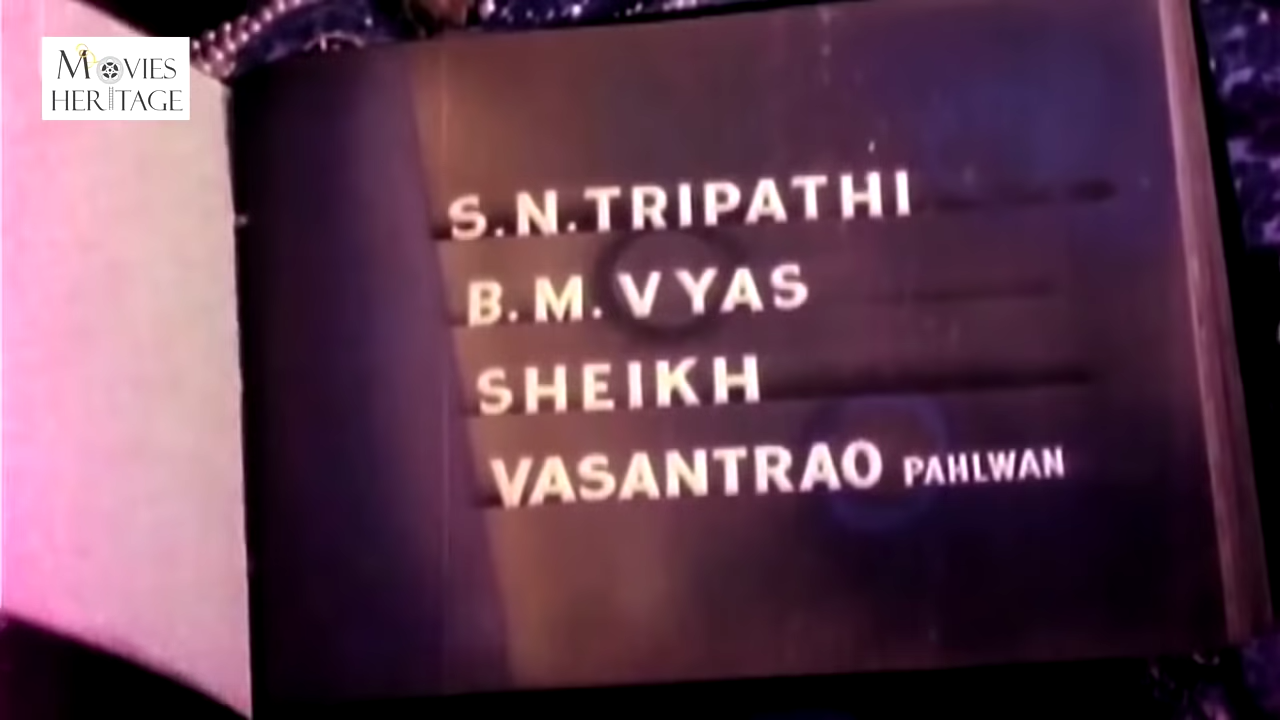 MOVIES
HERITAGE
S.N.TRIPATHI
B.M.VYAS
SHEIKH
VASANTRAO PAHLWAN